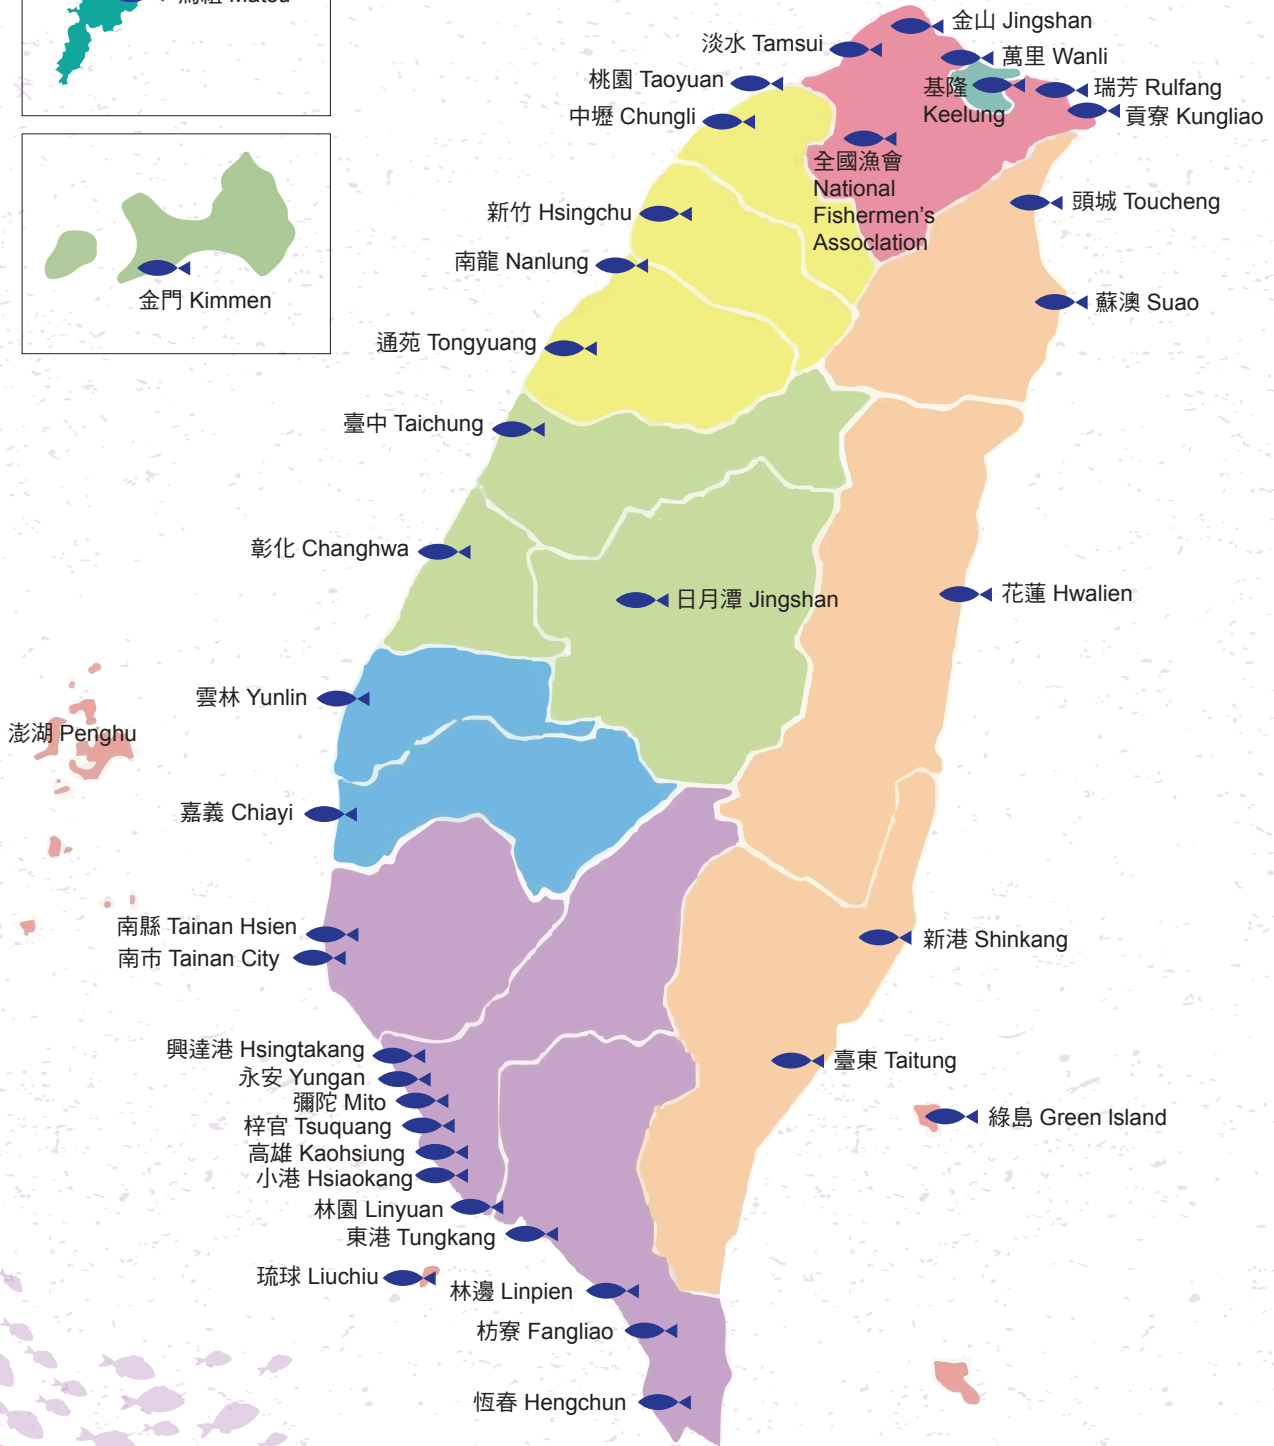 金山 Jingshan
淡水 Tamsui
萬里 Wanli
桃園 Taoyuan
基隆
Keelung
瑞芳 Rulfang
中壢 Chungli
貢寮 Kungliao
全國漁會
National
Fishermen's
Assoclation
頭城 Toucheng
新竹 Hsingchu
南龍 Nanlung
金門 Kimmen
蘇澳 Suao
通苑 Tongyuang
臺中 Taichung
彰化 Changhwa
日月潭 Jingshan
花蓮 Hwalien
雲林 Yunlin
澎湖 Penghu
嘉義 Chiayi
南縣 Tainan Hsien
新港 Shinkang
南市 Tainan City
興達港 Hsingtakang
臺東 Taitung
永安 Yungan
彌陀 Mito
綠島 Green Island
梓官 Tsuquang
高雄 Kaohsiung
小港 Hsiaokang
林園 Linyuan
東港 Tungkang
琉球 Liuchiu
林邊 Linpien
枋寮 Fangliao
恆春 Hengchun